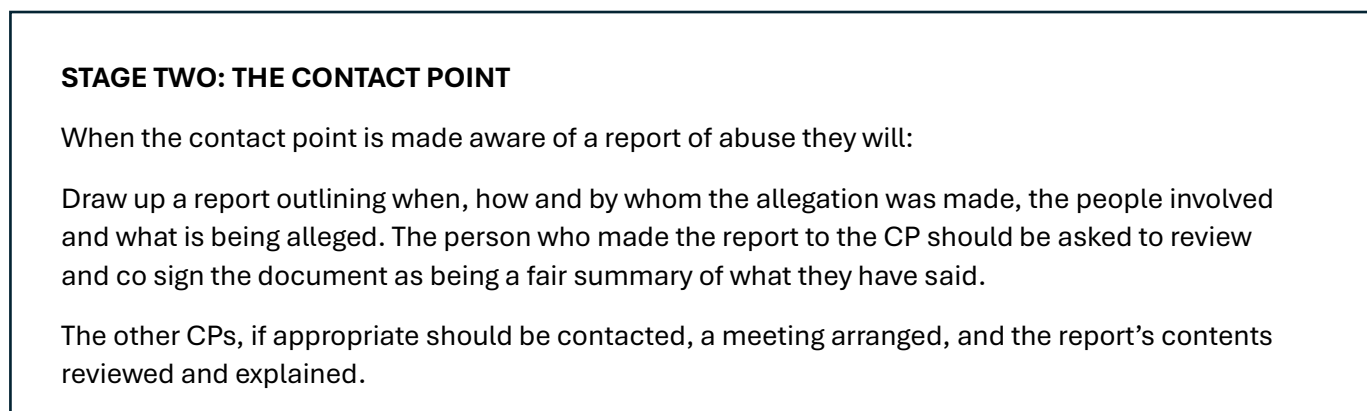 STAGE TWO: THE CONTACT POINT
When the contact point is made aware of a report of abuse they will:
Draw up a report outlining when, how and by whom the allegation was made, the people involved
and what is being alleged. The person who made the report to the CP should be asked to review
and co sign the document as being a fair summary of what they have said.
The other CPs, if appropriate should be contacted, a meeting arranged, and the report’s contents
reviewed and explained.